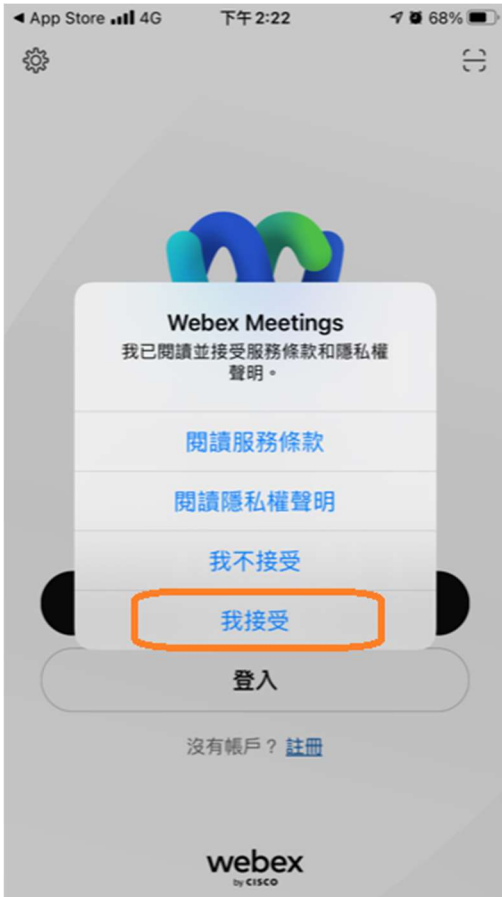 App Store 4G 下午 2:22 68%
Webex Meetings
我已閱讀並接受服務條款和隱私權
聲明。
閱讀服務條款
閱讀隱私權聲明
我不接受
我接受
登入
沒有帳戶？ 註冊
webex
by CISCO